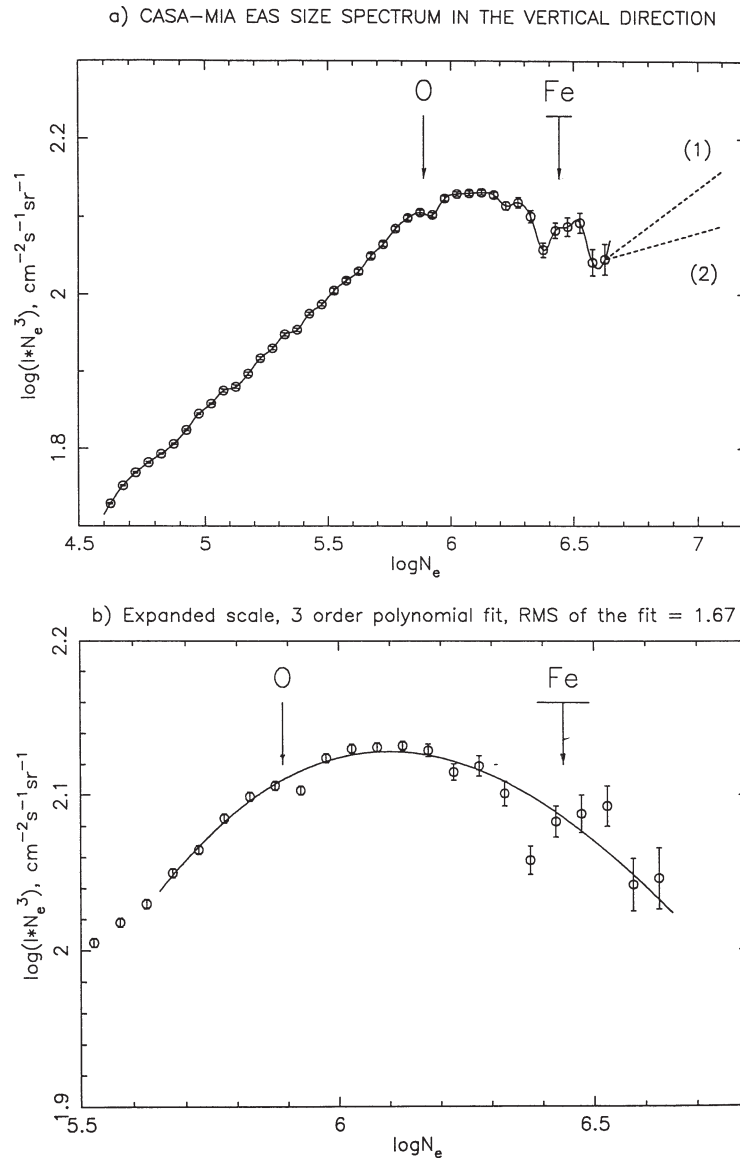 a) CASA-MIA EAS SIZE SPECTRUM IN THE VERTICAL DIRECTION
O
Fe
(1)
(2)
2.2
2
1.8
log(I*Nₑ³), cm⁻²s⁻¹sr⁻¹
4.5 5 5.5 6 6.5 7
logNₑ
b) Expanded scale, 3 order polynomial fit, RMS of the fit = 1.67
O
Fe
2.2
2.1
2
1.9
log(I*Nₑ³), cm⁻²s⁻¹sr⁻¹
5.5 6 6.5
logNₑ